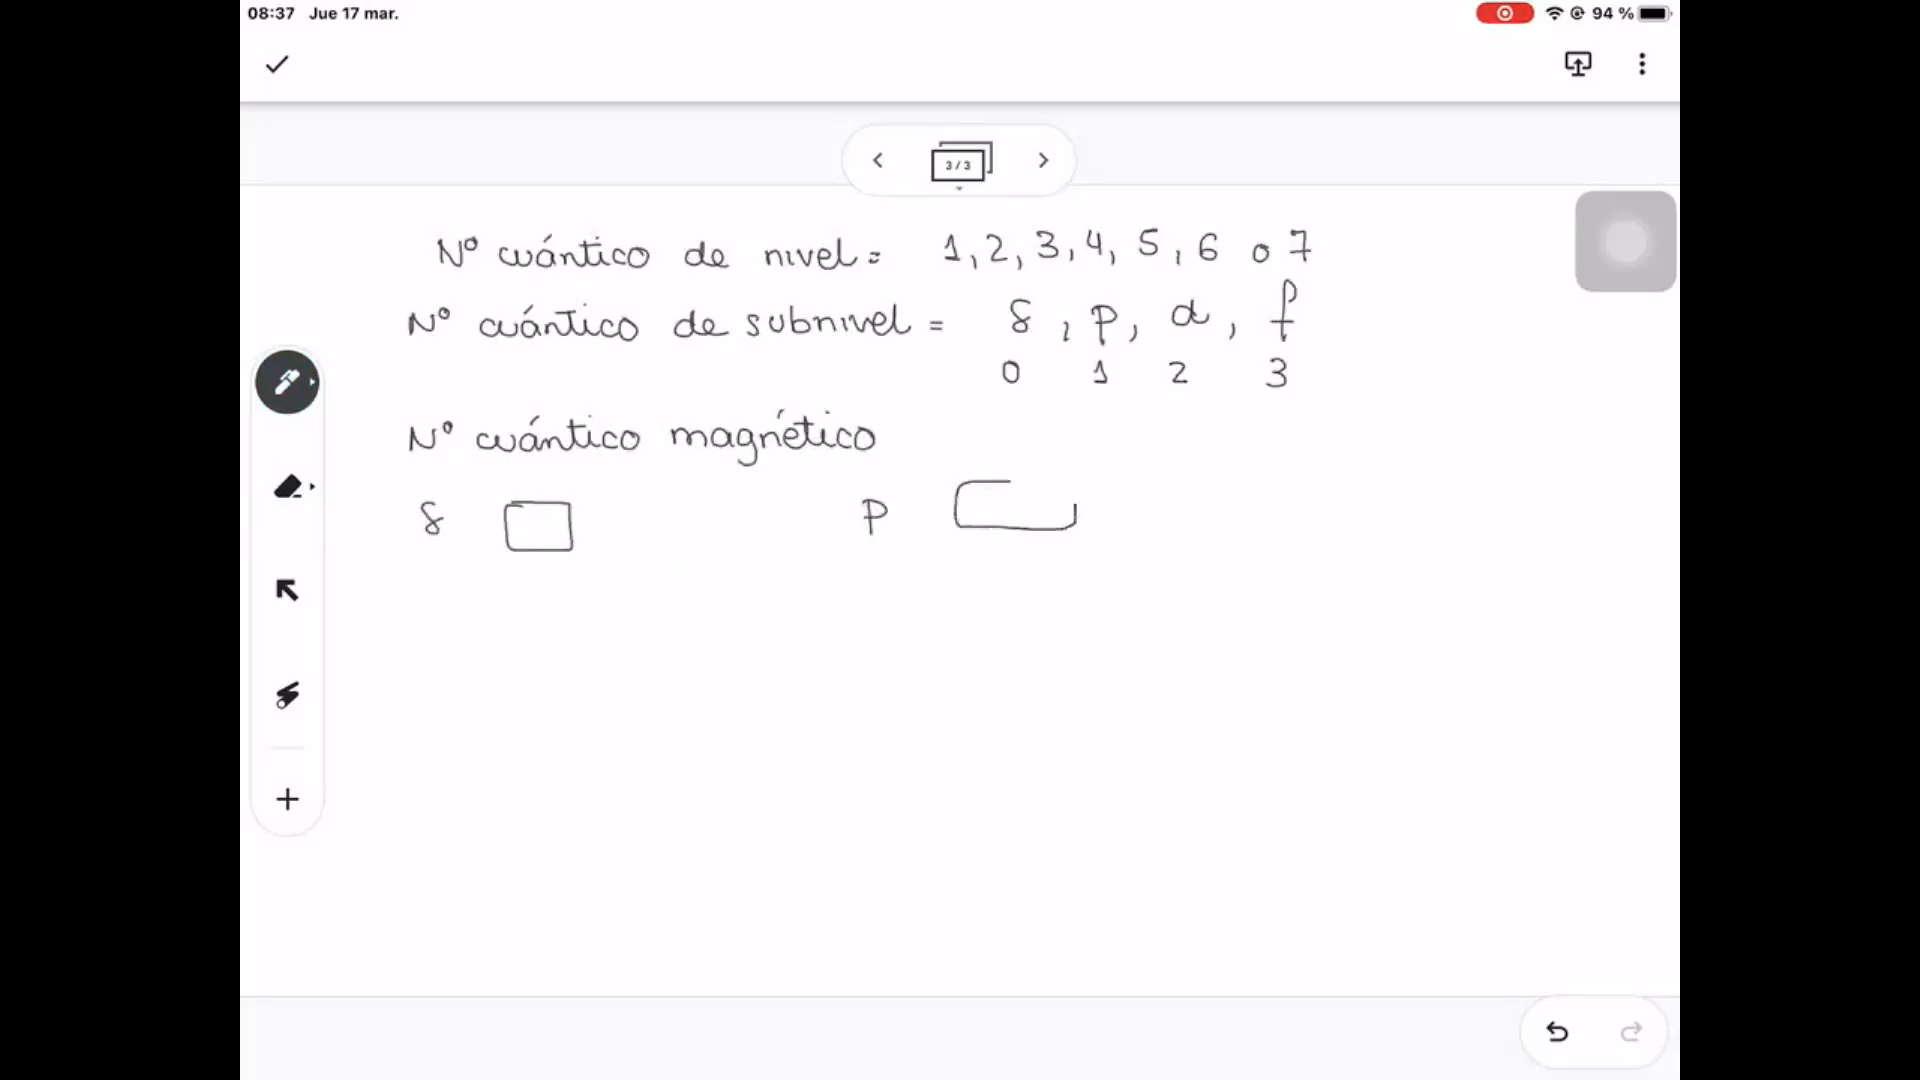 08:37 Jue 17 mar. 94 %
3/3
Nº cuántico de nivel = 1, 2, 3, 4, 5, 6 o 7
Nº cuántico de subnivel = s, p, d, f
0 1 2 3
Nº cuántico magnético
s p